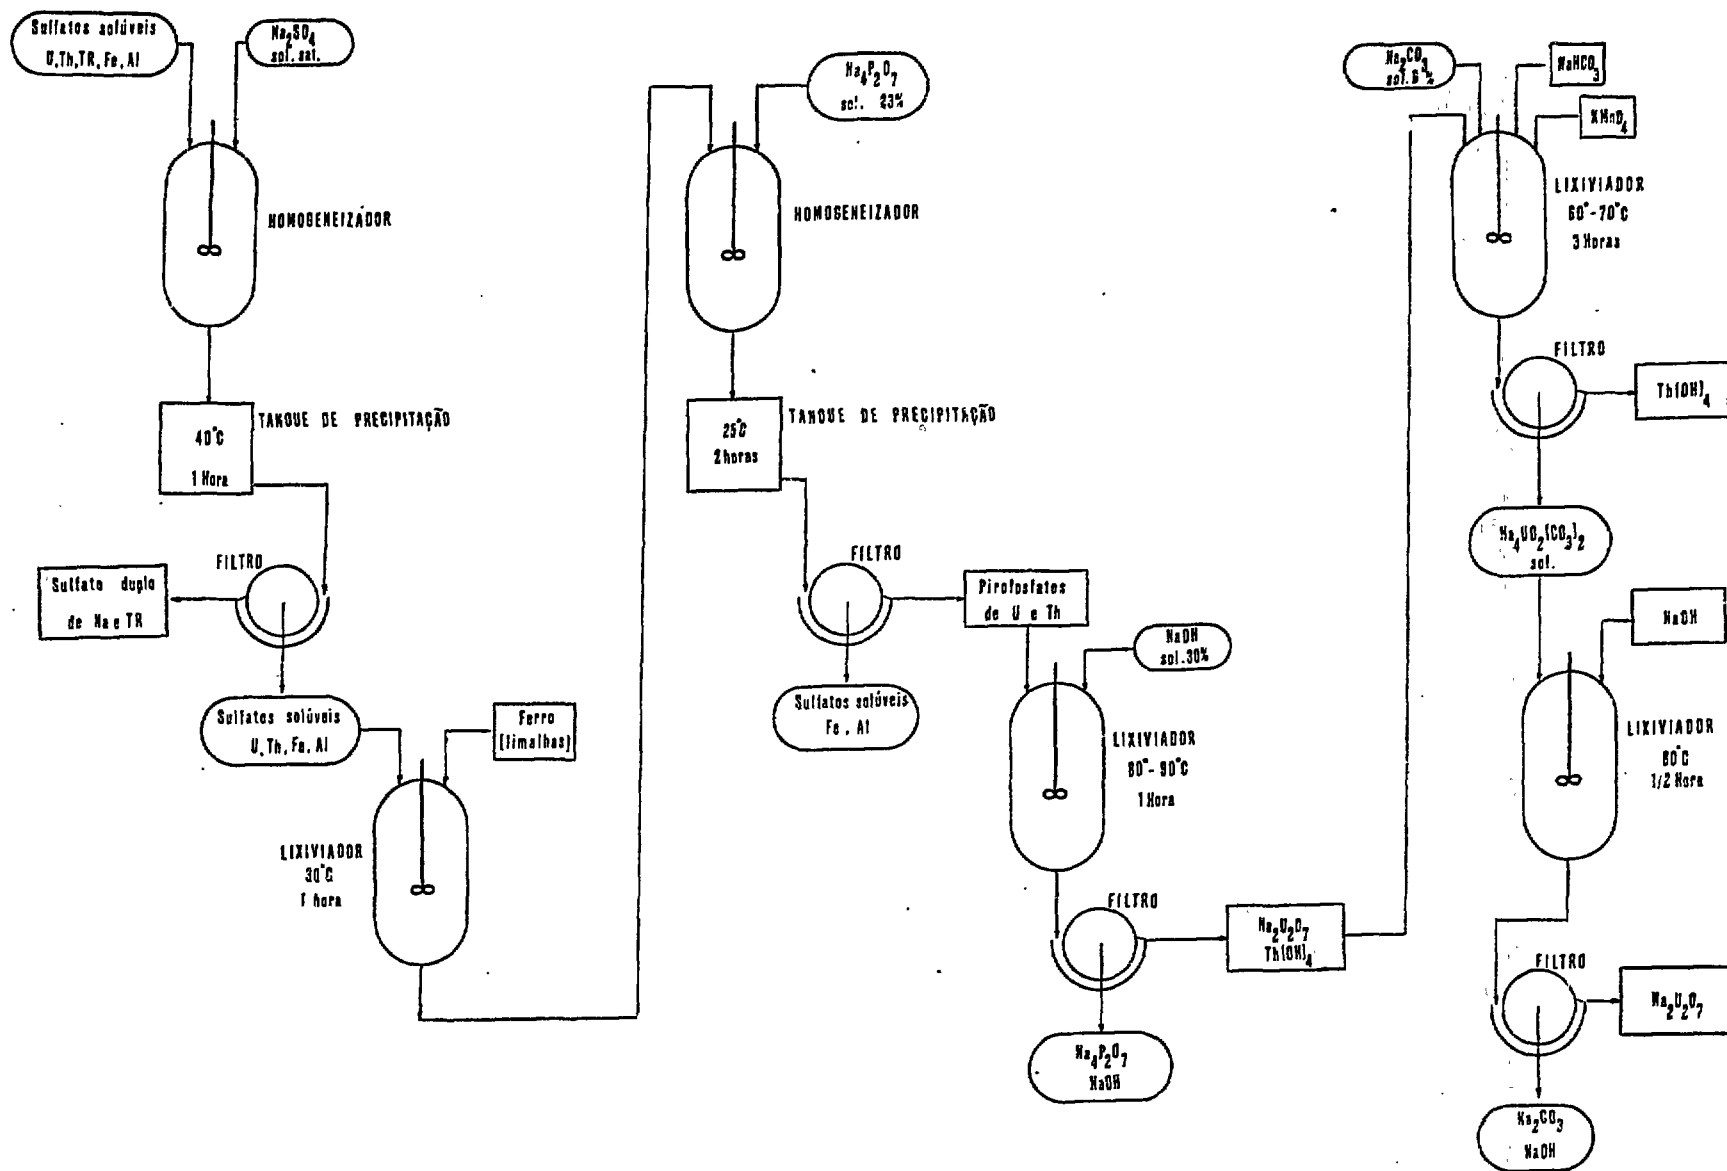 Sulfatos solúveis
U,Th,TR,Fe,Al
Na2SO4
sol. sat.
HOMOGENEIZADOR
40°C
1 Hora
TANQUE DE PRECIPITAÇÃO
FILTRO
Sulfato duplo
de Na e TR
Sulfatos solúveis
U,Th,Fe,Al
Ferro
(limalhas)
LIXIVIADOR
30°C
1 hora
Na4P2O7
sol. 23%
HOMOGENEIZADOR
25°C
2 horas
TANQUE DE PRECIPITAÇÃO
FILTRO
Pirofosfatos
de U e Th
Sulfatos solúveis
Fe, Al
NaOH
sol. 30%
LIXIVIADOR
80°-90°C
1 Hora
FILTRO
Na2U2O7
Th(OH)4
Na4P2O7
NaOH
Na2CO3
sol. 6%
NaHCO3
KMnO4
LIXIVIADOR
60°-70°C
3 Horas
FILTRO
Th(OH)4
Na4UO2(CO3)2
sol.
NaOH
LIXIVIADOR
80°C
1/2 Hora
FILTRO
Na2U2O7
Na2CO3
NaOH